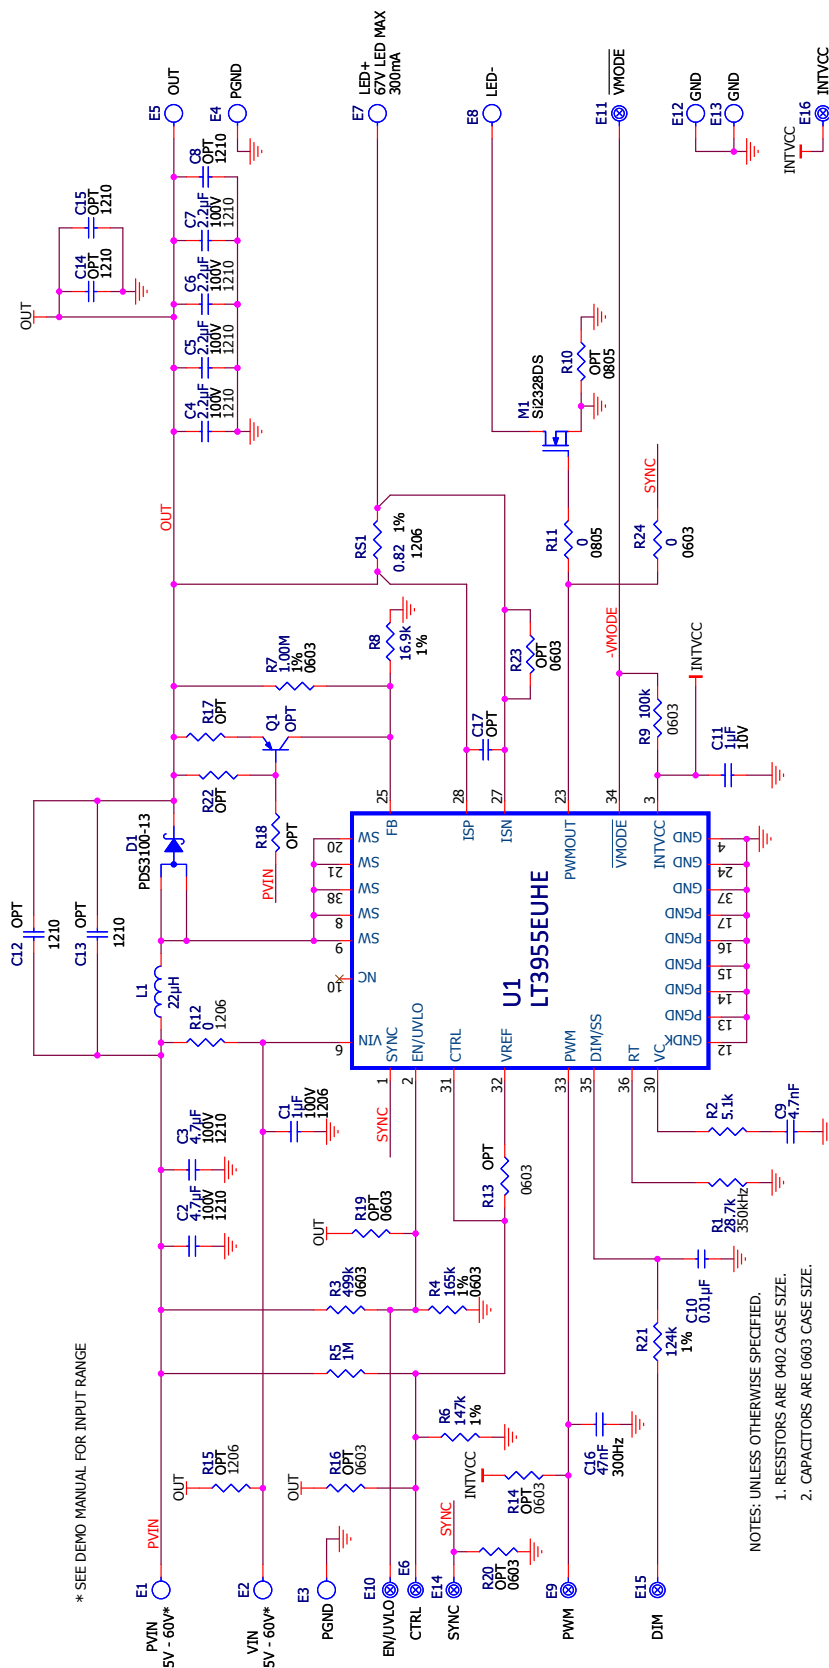 * SEE DEMO MANUAL FOR INPUT RANGE
E1
PVIN
5V - 60V*
PVIN
E2
VIN
5V - 60V*
E3
PGND
E10
EN/UVLO
E6
CTRL
E14
SYNC
SYNC
E9
PWM
E15
DIM
OUT
R15
OPT
1206
OUT
R16
OPT
0603
R20
OPT
0603
INTVCC
R14
OPT
0603
R6
147k
1%
C16
47nF
300Hz
R5
1M
R3
499k
0603
R4
165k
1%
0603
OUT
R19
OPT
0603
R21
124k
1%
C10
0.01µF
R13
OPT
0603
R1
28.7k
350kHz
R2
5.1k
C9
4.7nF
C2
4.7µF
100V
1210
C3
4.7µF
100V
1210
C1
1µF
100V
1206
SYNC
R12
0
1206
L1
22µH
C12
OPT
1210
C13
OPT
1210
D1
PDS3100-13
U1
LT3955EUHE
6
VIN
1
SYNC
2
EN/UVLO
31
CTRL
32
VREF
33
PWM
35
DIM/SS
36
RT
30
VC
10
NC
9
SW
8
SW
38
SW
21
SW
20
SW
12
GNDK
13
PGND
14
PGND
15
PGND
16
PGND
17
PGND
37
GND
24
GND
4
GND
25
FB
28
ISP
27
ISN
23
PWMOUT
34
VMODE
3
INTVCC
PVIN
R18
OPT
R22
OPT
R17
OPT
Q1
OPT
R7
1.00M
1%
0603
R8
16.9k
1%
C17
OPT
R23
OPT
0603
RS1
0.82
1%
1206
R9 100k
0603
C11
1µF
10V
INTVCC
-VMODE
R11
0
0805
R24
0
0603
SYNC
M1
Si2328DS
R10
OPT
0805
OUT
C4
2.2µF
100V
1210
C5
2.2µF
100V
1210
C6
2.2µF
100V
1210
C7
2.2µF
100V
1210
C8
OPT
1210
OUT
C14
OPT
1210
C15
OPT
1210
E5
OUT
E4
PGND
E7
LED+
67V LED MAX
300mA
E8
LED-
E11
VMODE
E12
GND
E13
GND
INTVCC
E16
INTVCC
NOTES: UNLESS OTHERWISE SPECIFIED.
1. RESISTORS ARE 0402 CASE SIZE.
2. CAPACITORS ARE 0603 CASE SIZE.